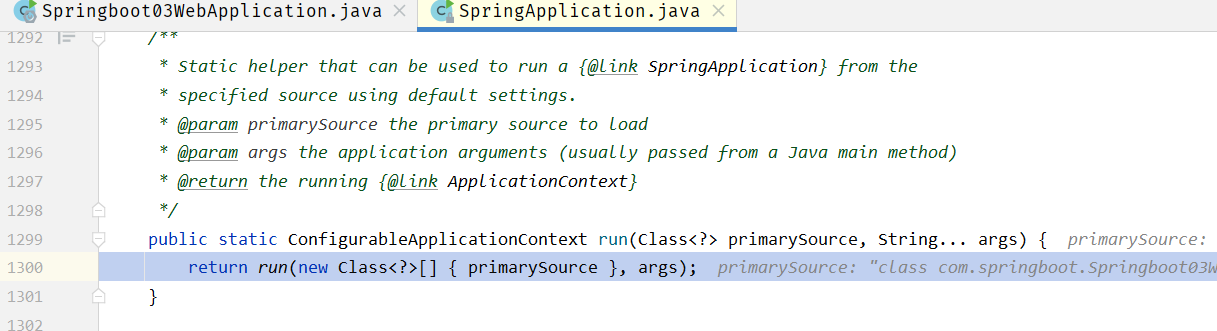 Springboot03WebApplication.java SpringApplication.java
1292 /**
1293 * Static helper that can be used to run a {@link SpringApplication} from the
1294 * specified source using default settings.
1295 * @param primarySource the primary source to load
1296 * @param args the application arguments (usually passed from a Java main method)
1297 * @return the running {@link ApplicationContext}
1298 */
1299 public static ConfigurableApplicationContext run(Class<?> primarySource, String... args) { primarySource:
1300 return run(new Class<?>[] { primarySource }, args); primarySource: "class com.springboot.Springboot03W
1301 }
1302